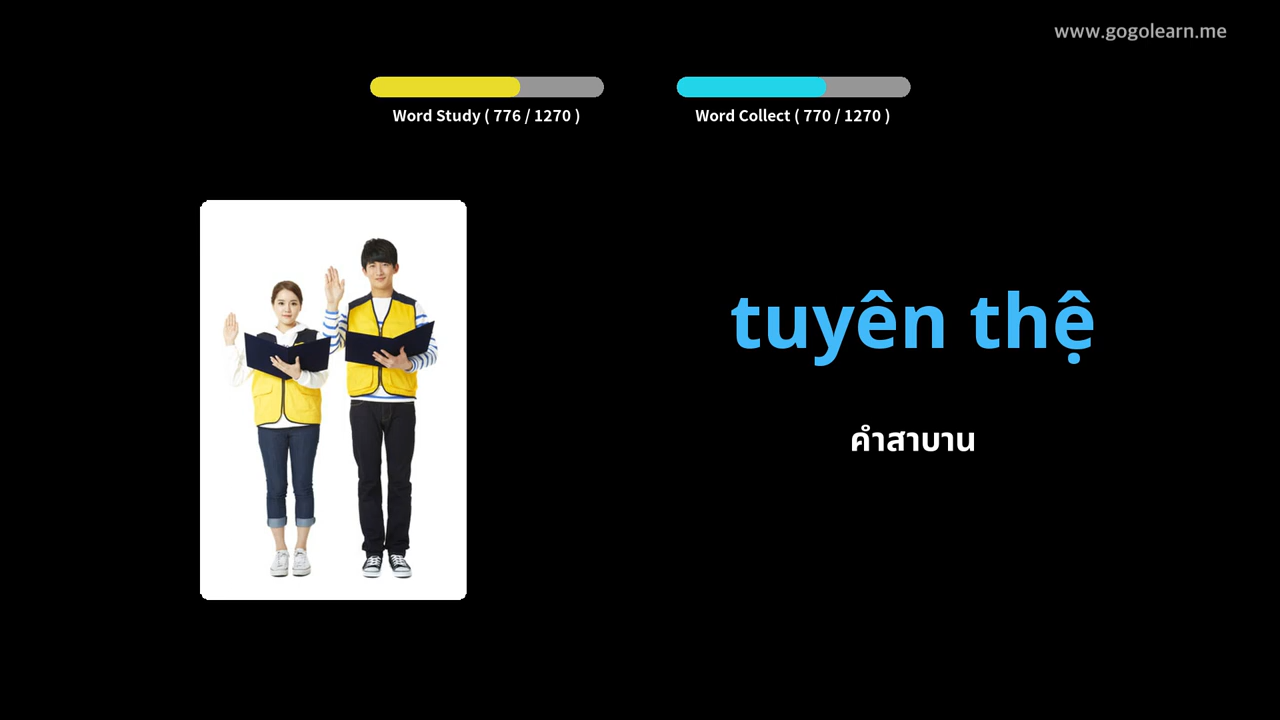 www.gogolearn.me
Word Study ( 776 / 1270 )
Word Collect ( 770 / 1270 )
tuyên thệ
คำสาบาน